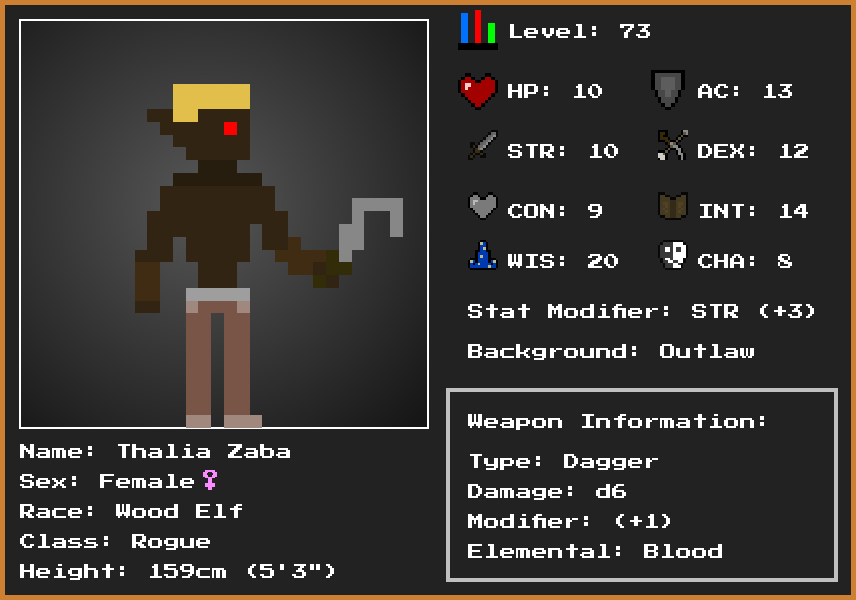 Level: 73
HP: 10 AC: 13
STR: 10 DEX: 12
CON: 9 INT: 14
WIS: 20 CHA: 8
Stat Modifier: STR (+3)
Background: Outlaw
Weapon Information:
Type: Dagger
Damage: d6
Modifier: (+1)
Elemental: Blood
Name: Thalia Zaba
Sex: Female♀
Race: Wood Elf
Class: Rogue
Height: 159cm (5'3")